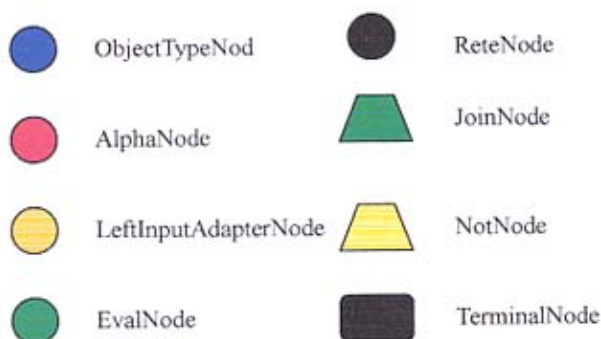 ObjectTypeNod
ReteNode
AlphaNode
JoinNode
LeftInputAdapterNode
NotNode
EvalNode
TerminalNode